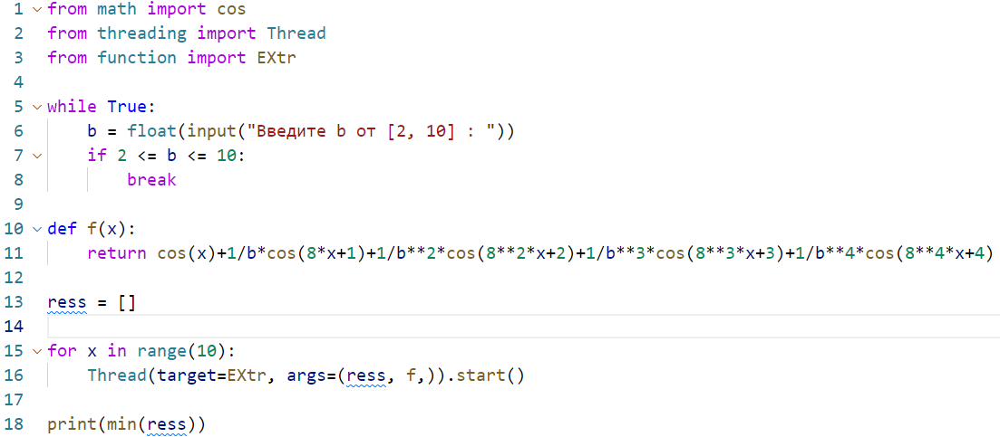 1 from math import cos
2 from threading import Thread
3 from function import EXtr
4
5 while True:
6     b = float(input("Введите b от [2, 10] : "))
7     if 2 <= b <= 10:
8         break
9
10 def f(x):
11     return cos(x)+1/b*cos(8*x+1)+1/b**2*cos(8**2*x+2)+1/b**3*cos(8**3*x+3)+1/b**4*cos(8**4*x+4)
12
13 ress = []
14
15 for x in range(10):
16     Thread(target=EXtr, args=(ress, f,)).start()
17
18 print(min(ress))